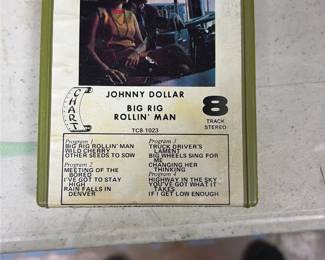 CHART
JOHNNY DOLLAR
BIG RIG
ROLLIN' MAN
TC8-1023
8
TRACK
STEREO
Program 1
BIG RIG ROLLIN' MAN
WILD CHERRY
OTHER SEEDS TO SOW
Program 2
MEETING OF THE
BORED
I'VE GOT TO STAY
HIGH
RAIN FALLS IN
DENVER
Program 3
TRUCK DRIVER'S
LAMENT
BIG WHEELS SING FOR
ME
CHANGING HER
THINKING
Program 4
HIGHWAY IN THE SKY
YOU'VE GOT WHAT IT
TAKES
IF I GET LOW ENOUGH